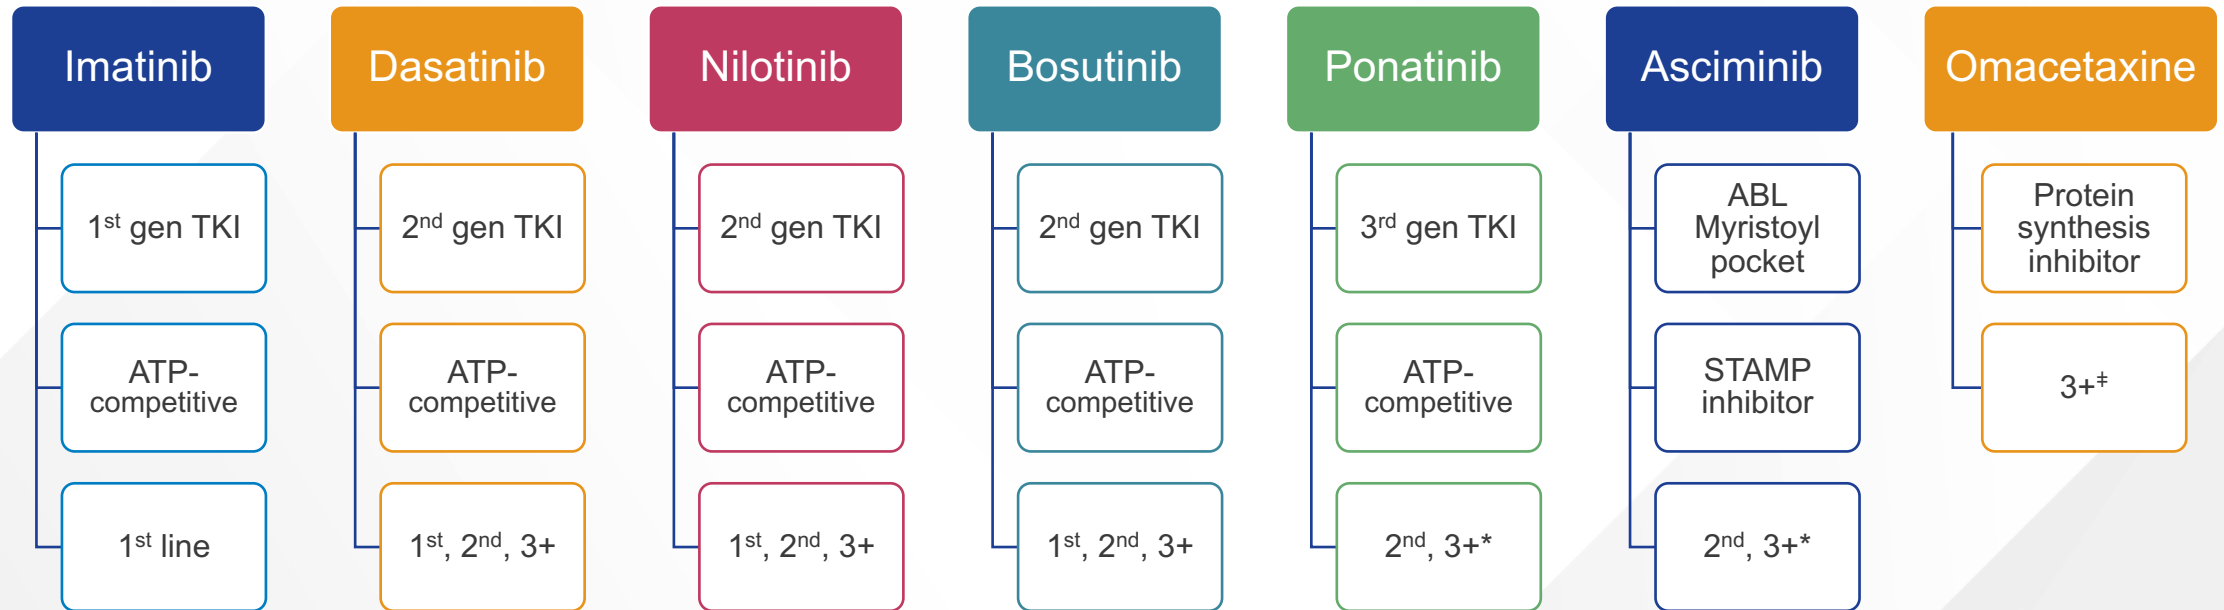 Imatinib
1st gen TKI
ATP-
competitive
1st line
Dasatinib
2nd gen TKI
ATP-
competitive
1st, 2nd, 3+
Nilotinib
2nd gen TKI
ATP-
competitive
1st, 2nd, 3+
Bosutinib
2nd gen TKI
ATP-
competitive
1st, 2nd, 3+
Ponatinib
3rd gen TKI
ATP-
competitive
2nd, 3+*
Asciminib
ABL
Myristoyl
pocket
STAMP
inhibitor
2nd, 3+*
Omacetaxine
Protein
synthesis
inhibitor
3+ǂ